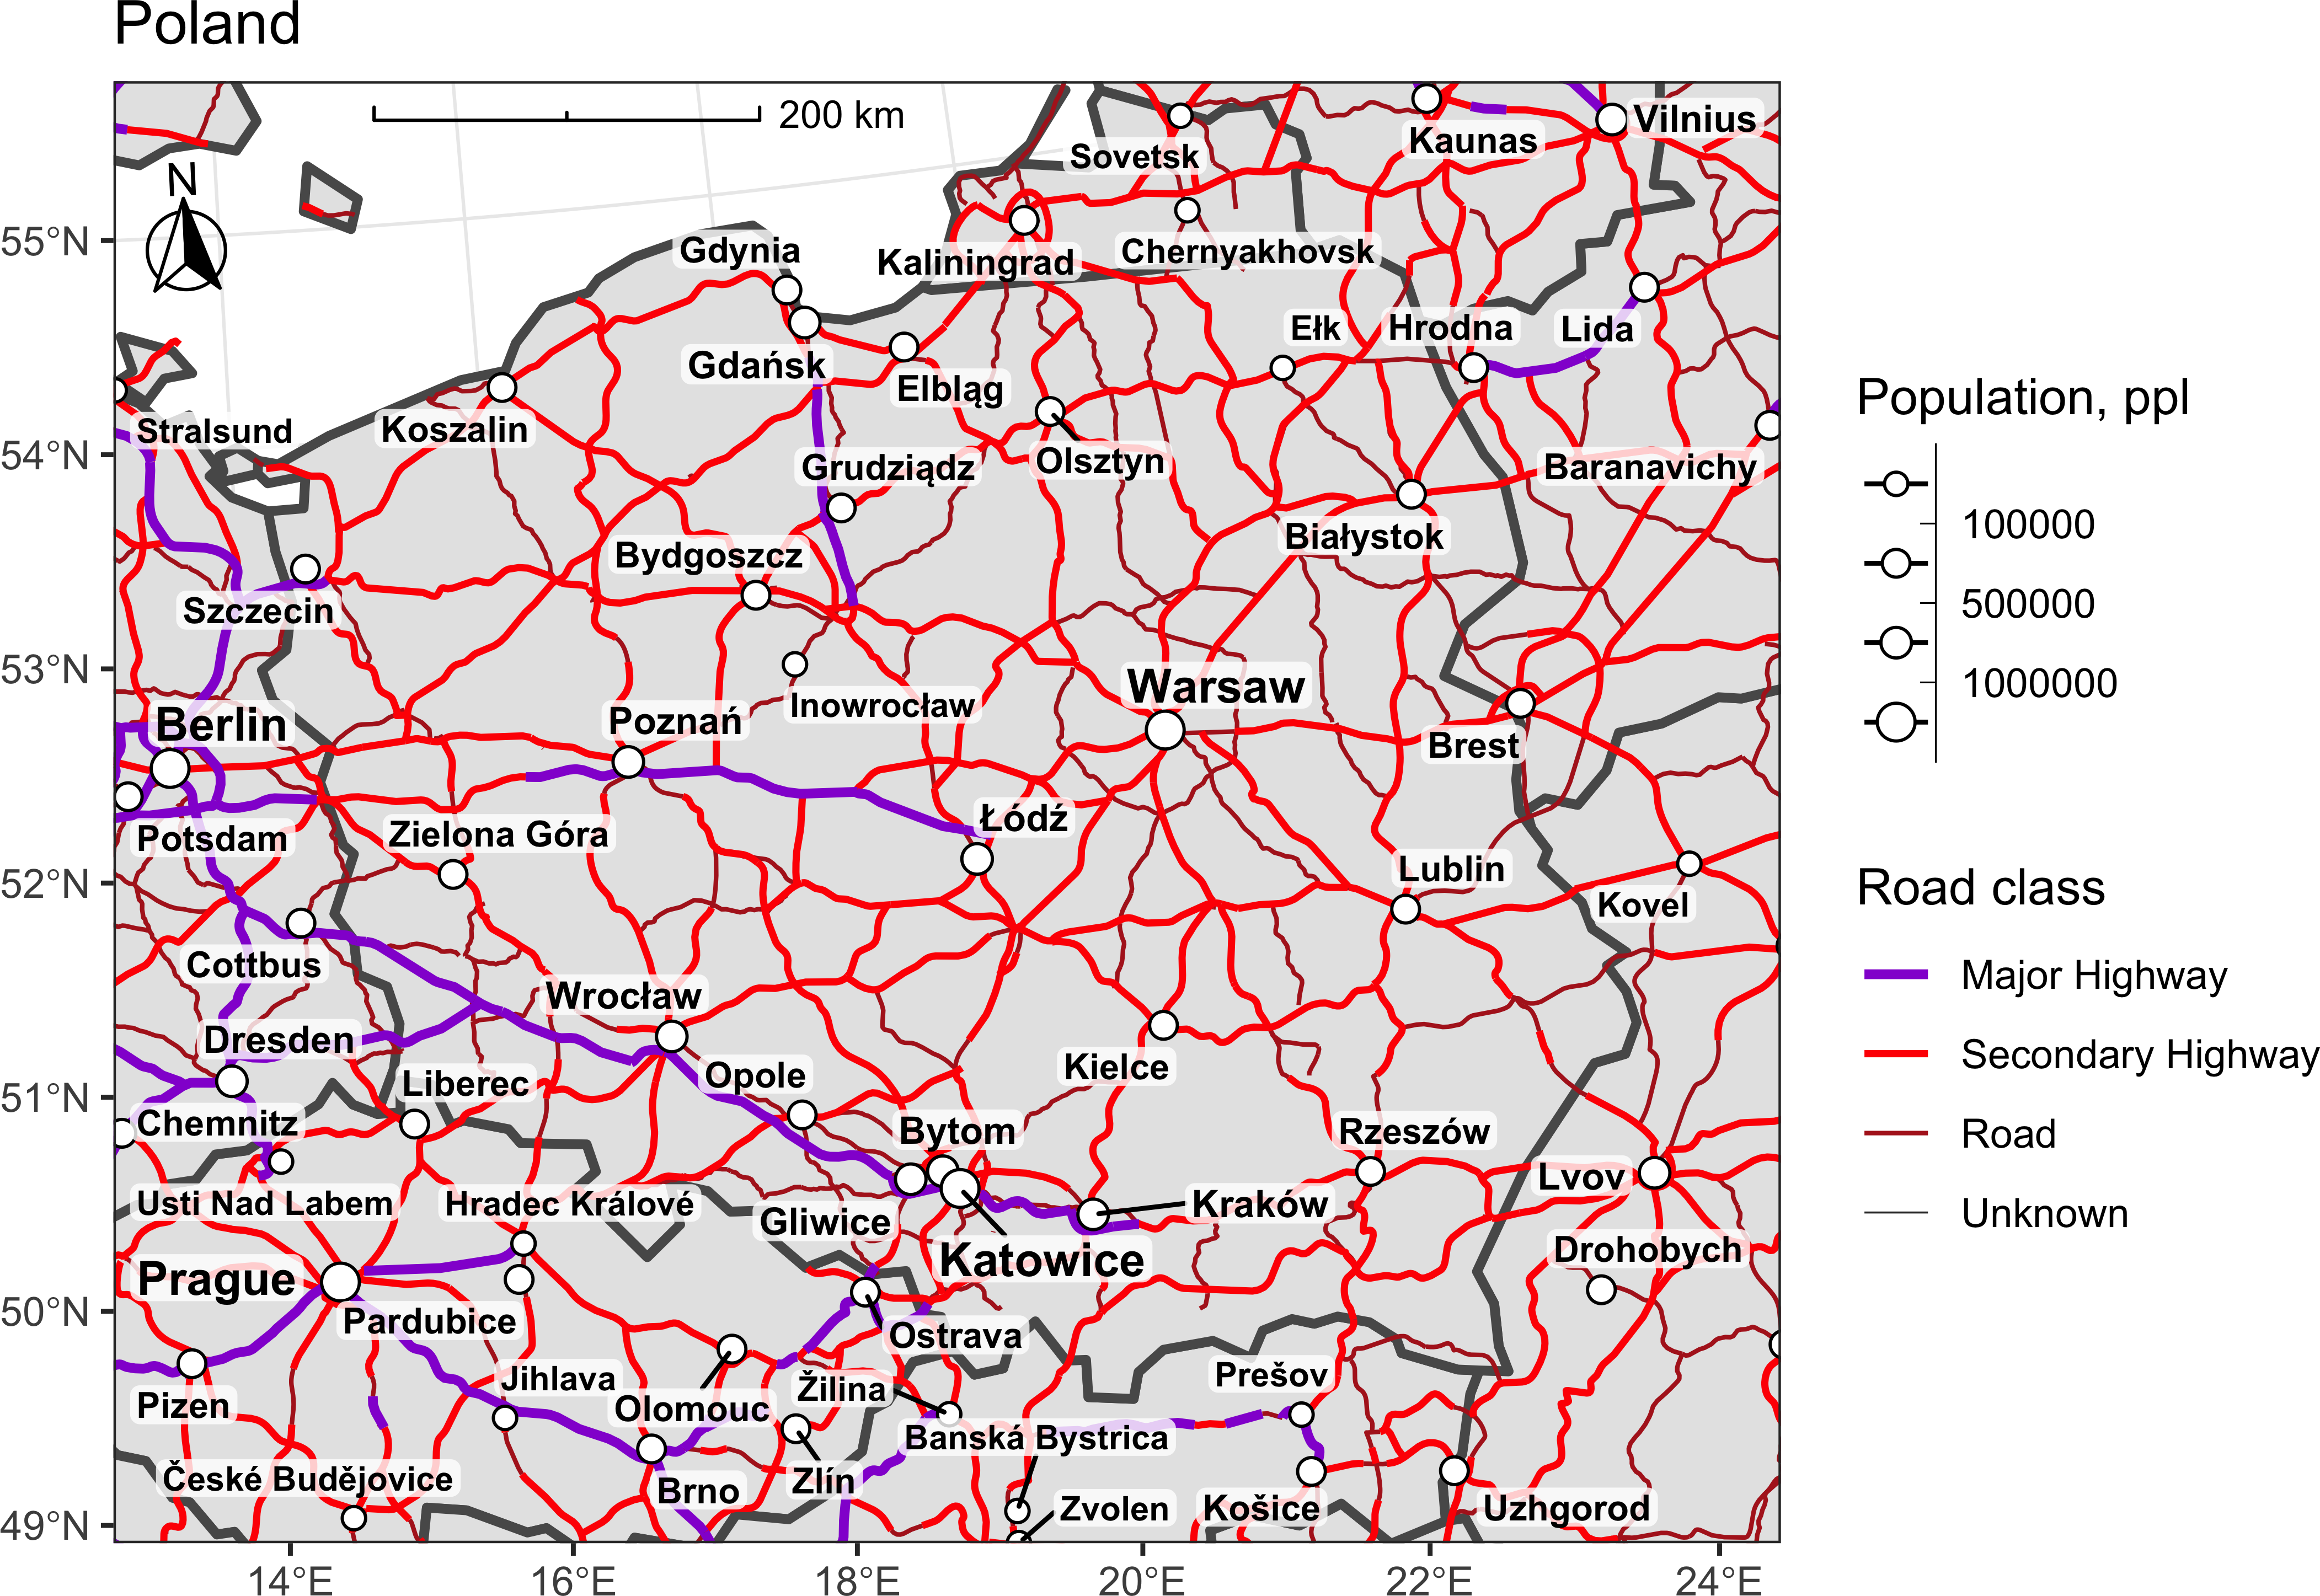 Poland
200 km
N
Vilnius
Kaunas
Sovetsk
55°N
Gdynia
Kaliningrad
Chernyakhovsk
Ełk
Hrodna
Lida
Gdańsk
Elbląg
Stralsund
Koszalin
54°N
Grudziądz
Olsztyn
Baranavichy
Białystok
Bydgoszcz
Szczecin
53°N
Warsaw
Inowrocław
Berlin
Poznań
Brest
Potsdam
Zielona Góra
Łódź
52°N
Lublin
Kovel
Cottbus
Wrocław
Dresden
Kielce
Opole
Liberec
51°N
Chemnitz
Bytom
Rzeszów
Lvov
Usti Nad Labem
Hradec Králové
Kraków
Gliwice
Drohobych
Katowice
Prague
50°N
Pardubice
Ostrava
Jihlava
Žilina
Prešov
Pizen
Olomouc
Banská Bystrica
České Budějovice
Zlín
Brno
Zvolen
Košice
Uzhgorod
49°N
14°E
16°E
18°E
20°E
22°E
24°E
Population, ppl
100000
500000
1000000
Road class
Major Highway
Secondary Highway
Road
Unknown